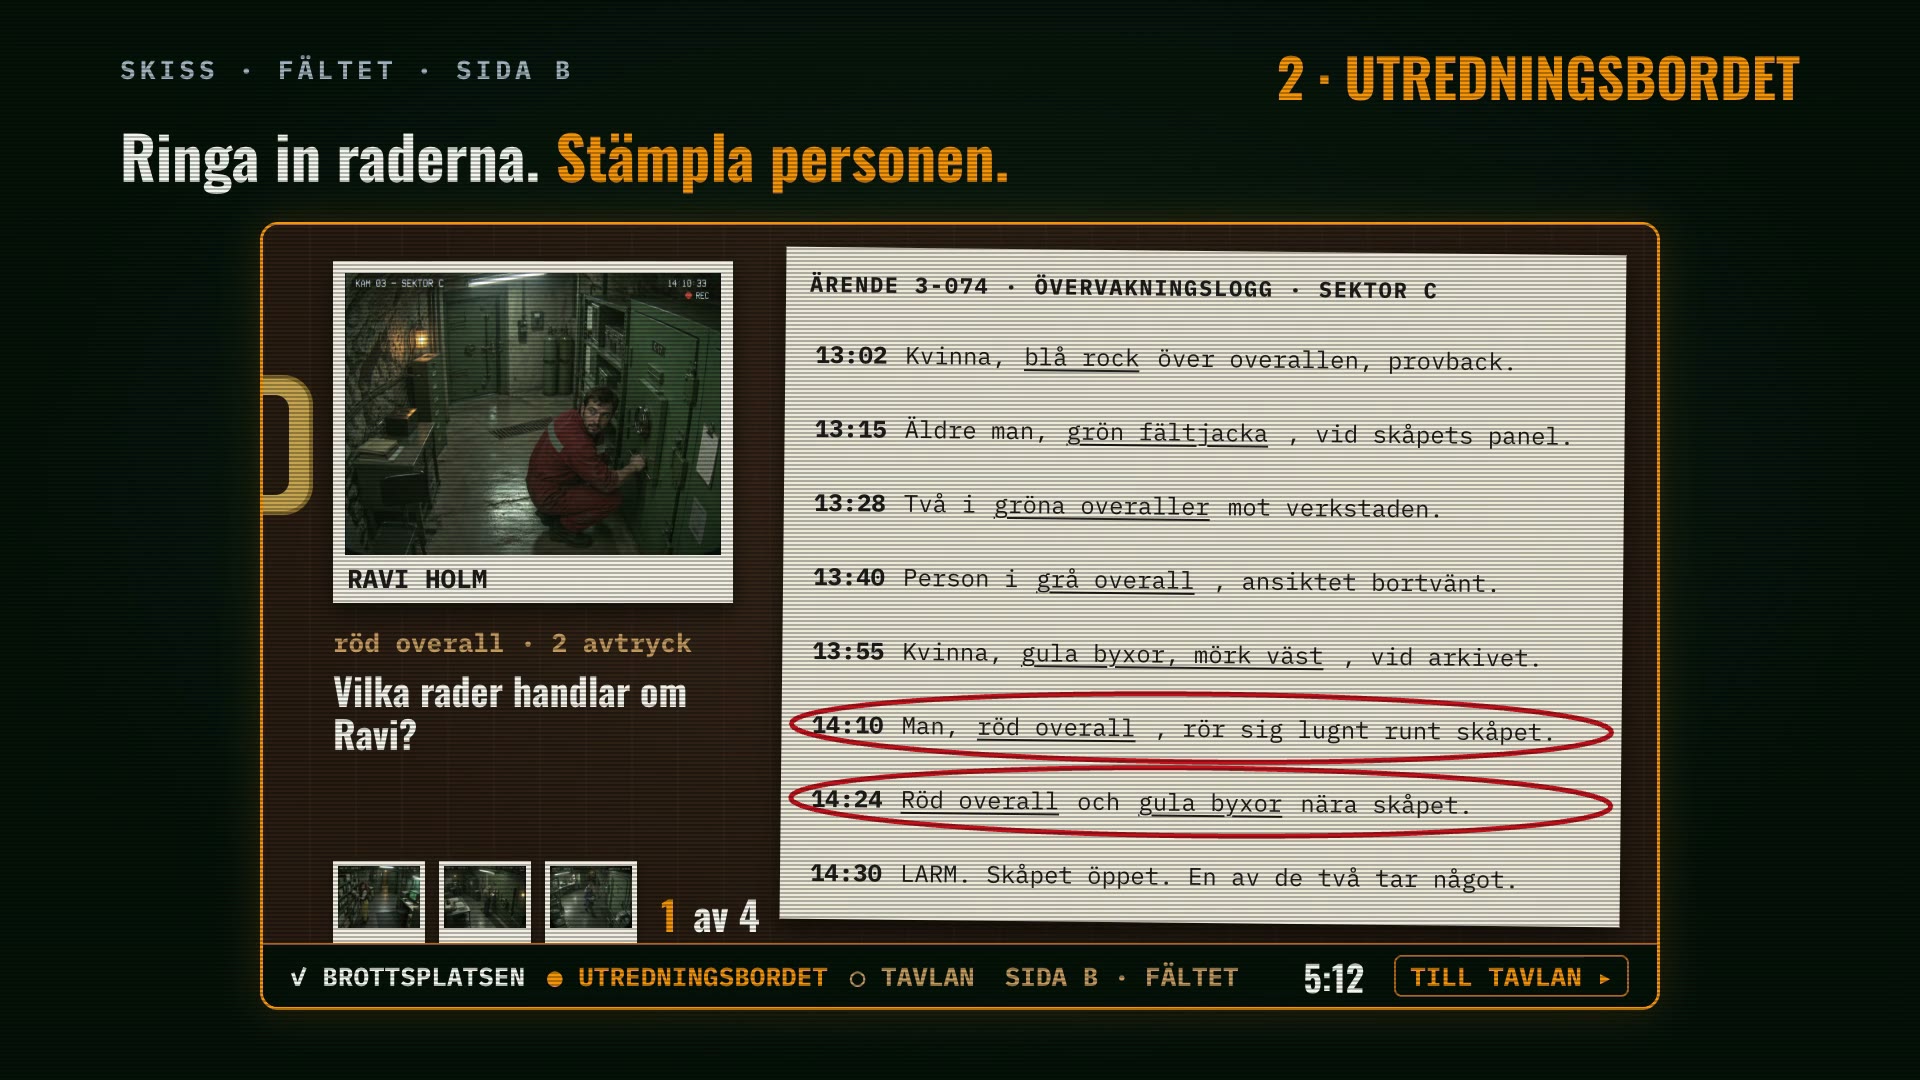 SKISS · FÄLTET · SIDA B
2 · UTREDNINGSBORDET
Ringa in raderna. Stämpla personen.
KAM 03 – SEKTOR C
14 10 33
REC
RAVI HOLM
röd overall · 2 avtryck
Vilka rader handlar om
Ravi?
1 av 4
ÄRENDE 3-074 · ÖVERVAKNINGSLOGG · SEKTOR C
13:02 Kvinna, blå rock över overallen, provback.
13:15 Äldre man, grön fältjacka , vid skåpets panel.
13:28 Två i gröna overaller mot verkstaden.
13:40 Person i grå overall , ansiktet bortvänt.
13:55 Kvinna, gula byxor, mörk väst , vid arkivet.
14:10 Man, röd overall , rör sig lugnt runt skåpet.
14:24 Röd overall och gula byxor nära skåpet.
14:30 LARM. Skåpet öppet. En av de två tar något.
✓ BROTTSPLATSEN ● UTREDNINGSBORDET ○ TAVLAN SIDA B · FÄLTET 5:12 TILL TAVLAN ▸